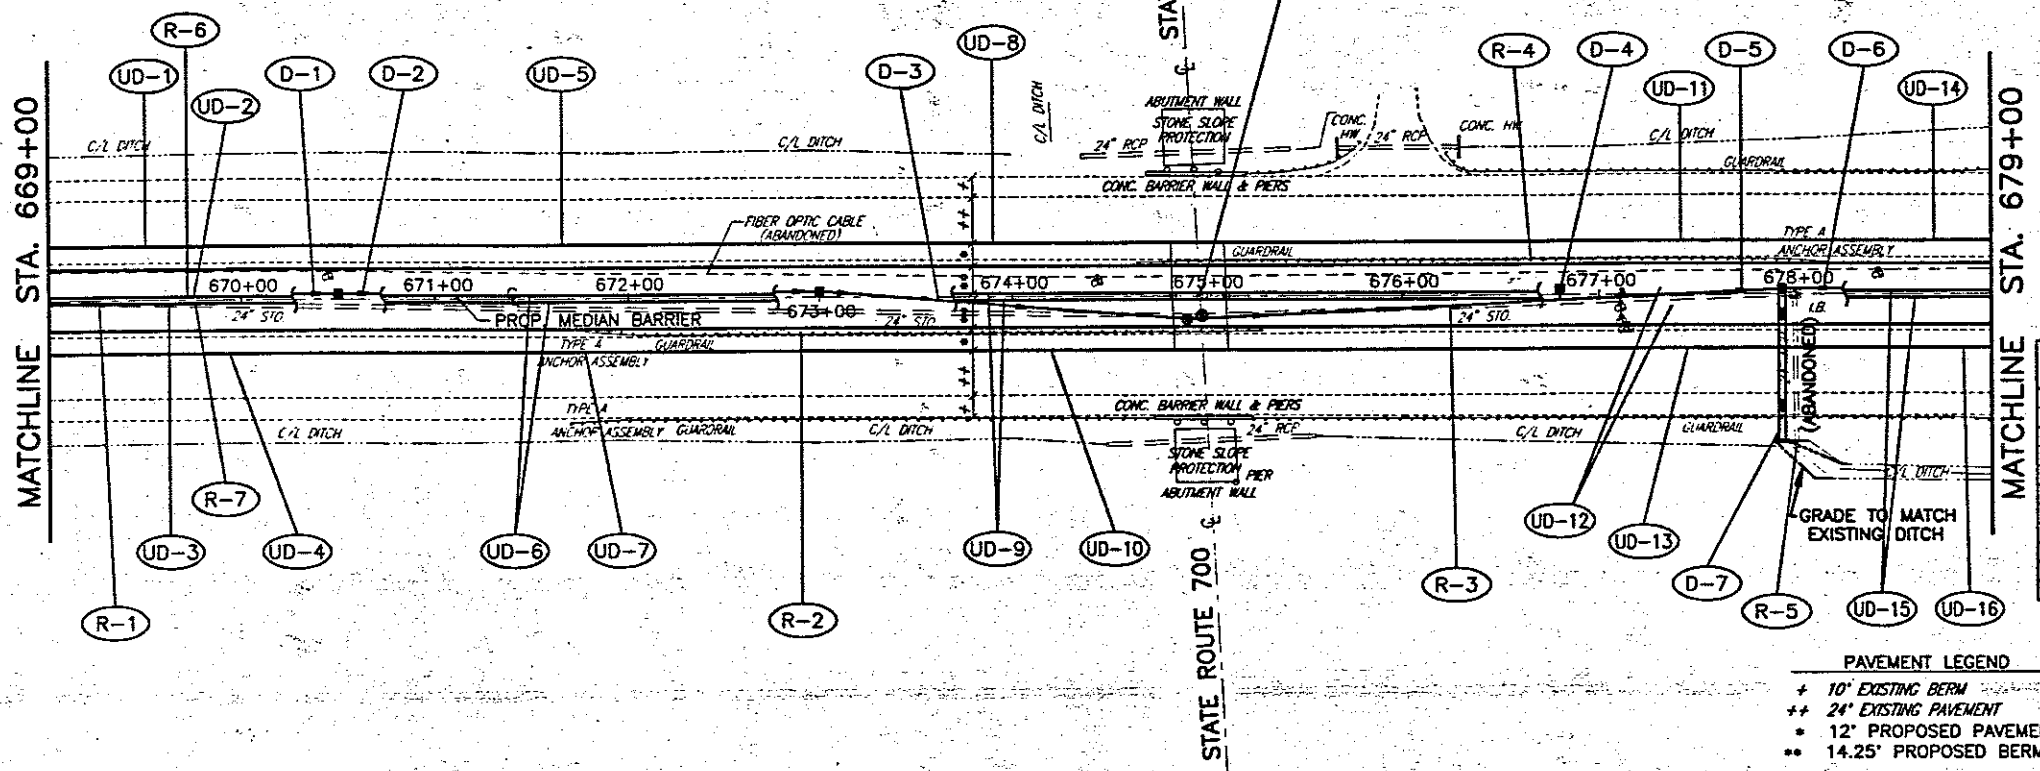 R-6
UD-8
STA
R-4
D-4
D-5
D-6
UD-1
D-1
D-2
UD-5
D-3
UD-11
UD-14
UD-2
C/L DITCH
C/L DITCH
C/L DITCH
ABUTMENT WALL
STONE SLOPE
PROTECTION
24" RCP
CONC.
HW
24" RCP
CONC. HW
C/L DITCH
GUARDRAIL
CONC. BARRIER WALL & PIERS
MATCHLINE STA. 669+00
MATCHLINE STA. 679+00
FIBER OPTIC CABLE
(ABANDONED)
GUARDRAIL
TYPE A
ANCHOR ASSEMBLY
670+00
671+00
672+00
673+00
674+00
675+00
676+00
677+00
678+00
24" STO.
PROP. MEDIAN BARRIER
24" STO.
24" STO.
I.B.
(ABANDONED)
TYPE A
GUARDRAIL
ANCHOR ASSEMBLY
TYPE A
ANCHOR ASSEMBLY
GUARDRAIL
C/L DITCH
C/L DITCH
CONC. BARRIER WALL & PIERS
24" RCP
STONE SLOPE
PROTECTION
PIER
ABUTMENT WALL
C/L DITCH
GUARDRAIL
C/L DITCH
GRADE TO MATCH
EXISTING DITCH
R-7
UD-3
UD-4
UD-6
UD-7
UD-9
UD-10
UD-12
UD-13
R-1
R-2
R-3
D-7
R-5
UD-15
UD-16
STATE ROUTE 700
PAVEMENT LEGEND
+ 10' EXISTING BERM
++ 24' EXISTING PAVEMENT
* 12' PROPOSED PAVEME
** 14.25' PROPOSED BERM